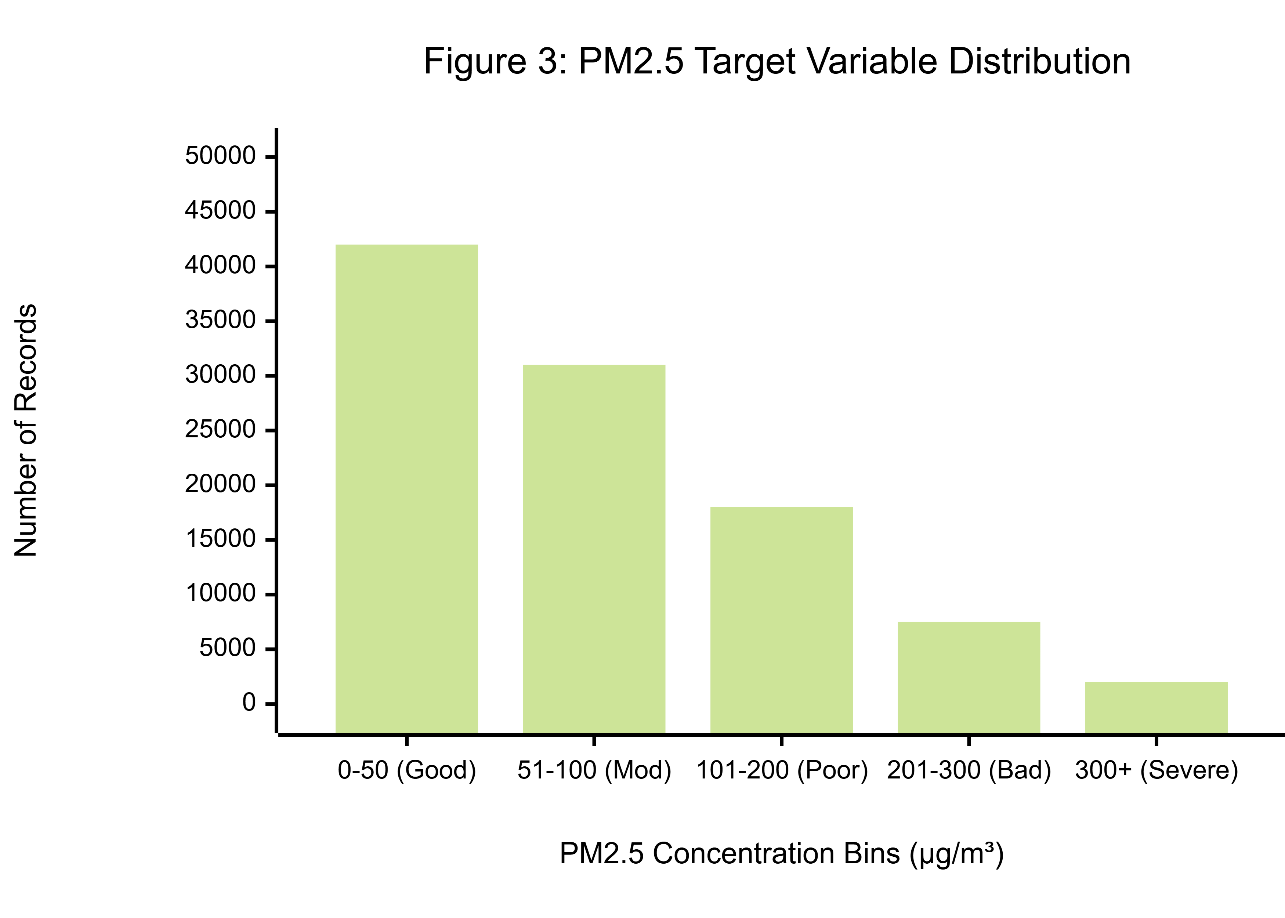 Figure 3: PM2.5 Target Variable Distribution
Number of Records
50000
45000
40000
35000
30000
25000
20000
15000
10000
5000
0
0-50 (Good) 51-100 (Mod) 101-200 (Poor) 201-300 (Bad) 300+ (Severe)
PM2.5 Concentration Bins (µg/m³)